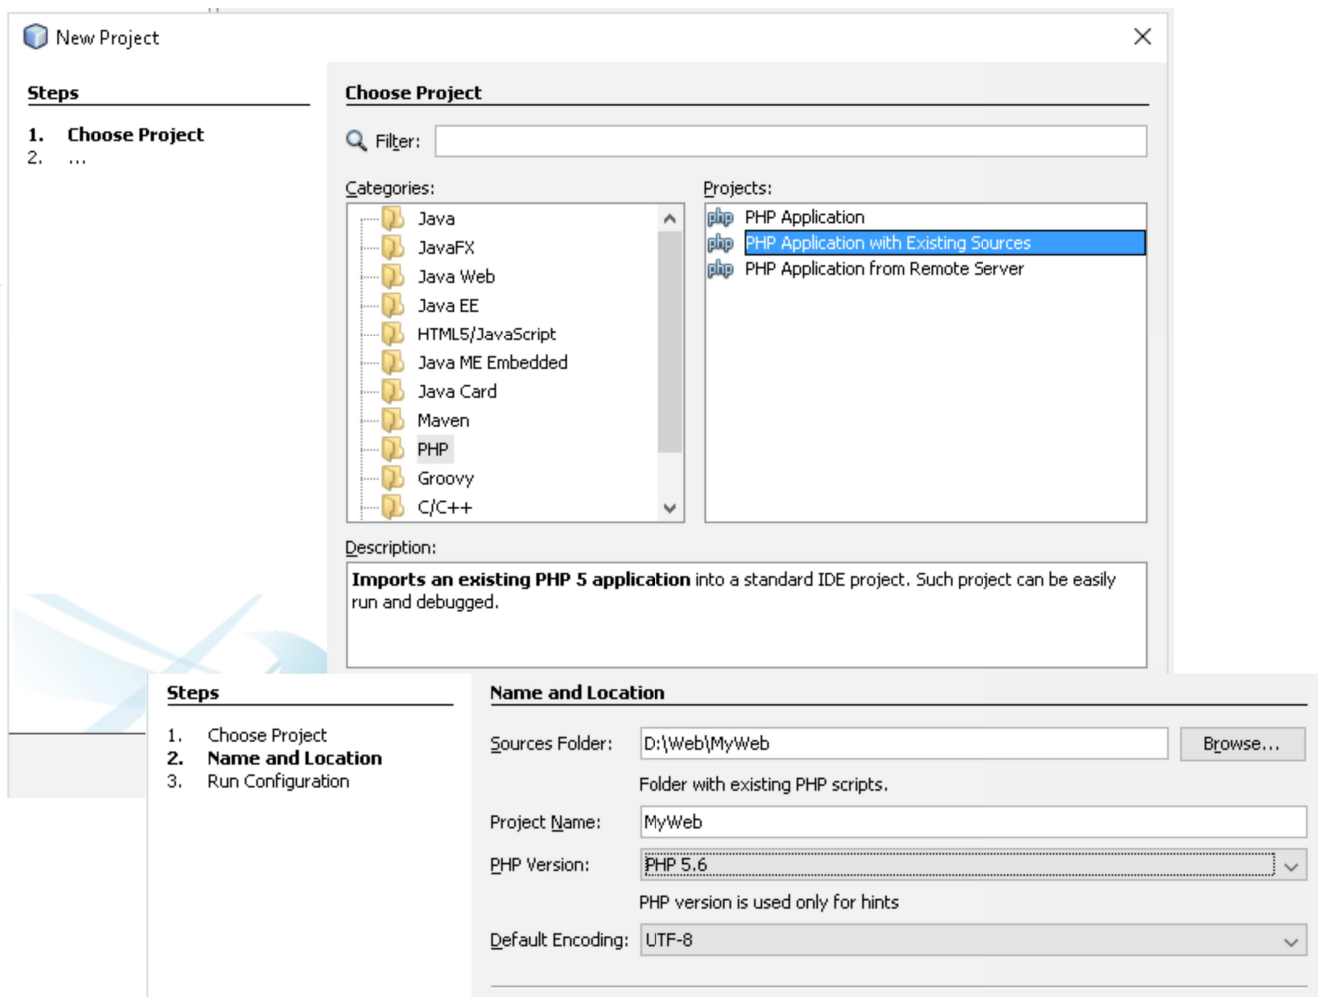 New Project
Steps
1. Choose Project
2. ...
Choose Project
Filter:
Categories:
Java
JavaFX
Java Web
Java EE
HTML5/JavaScript
Java ME Embedded
Java Card
Maven
PHP
Groovy
C/C++
Projects:
php PHP Application
php PHP Application with Existing Sources
php PHP Application from Remote Server
Description:
Imports an existing PHP 5 application into a standard IDE project. Such project can be easily
run and debugged.
Steps
1. Choose Project
2. Name and Location
3. Run Configuration
Name and Location
Sources Folder: D:\Web\MyWeb Browse...
Folder with existing PHP scripts.
Project Name: MyWeb
PHP Version: PHP 5.6
PHP version is used only for hints
Default Encoding: UTF-8